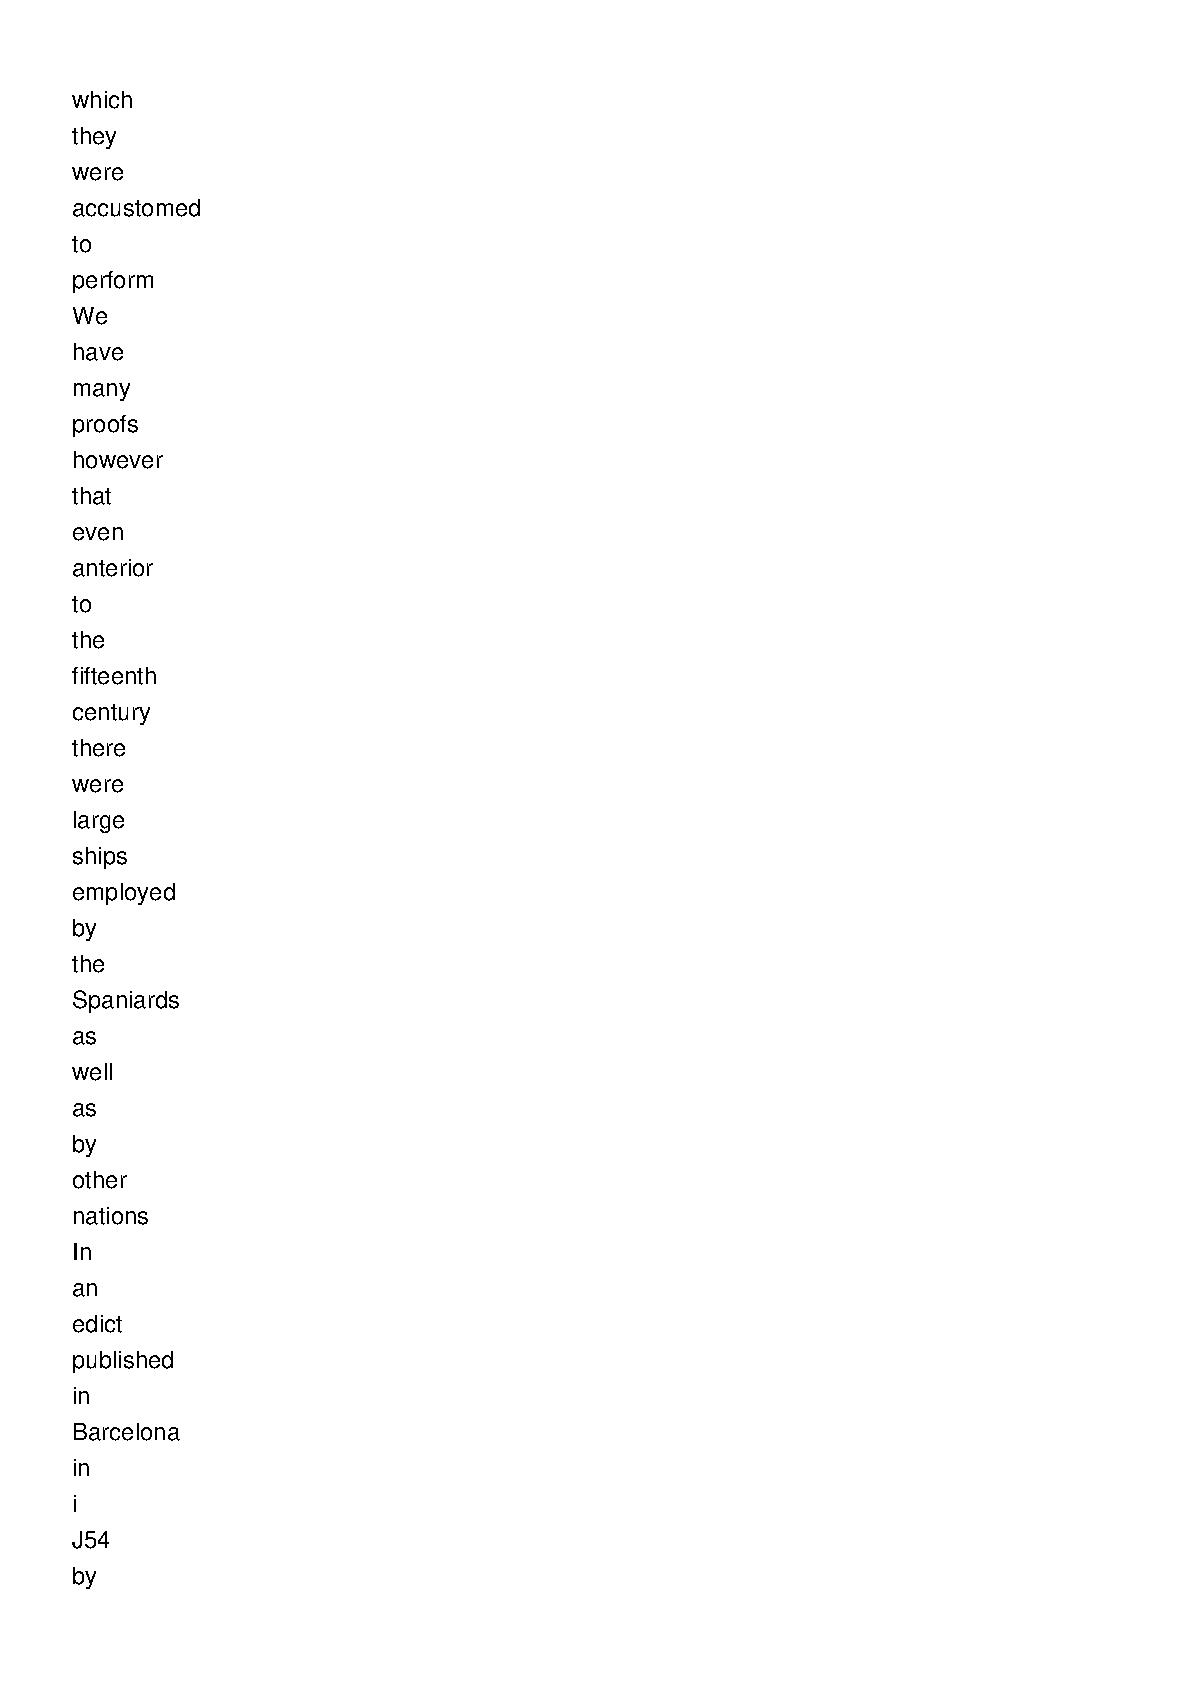 which
they
were
accustomed
to
perform
We
have
many
proofs
however
that
even
anterior
to
the
fifteenth
century
there
were
large
ships
employed
by
the
Spaniards
as
well
as
by
other
nations
In
an
edict
published
in
Barcelona
in
i
J54
by